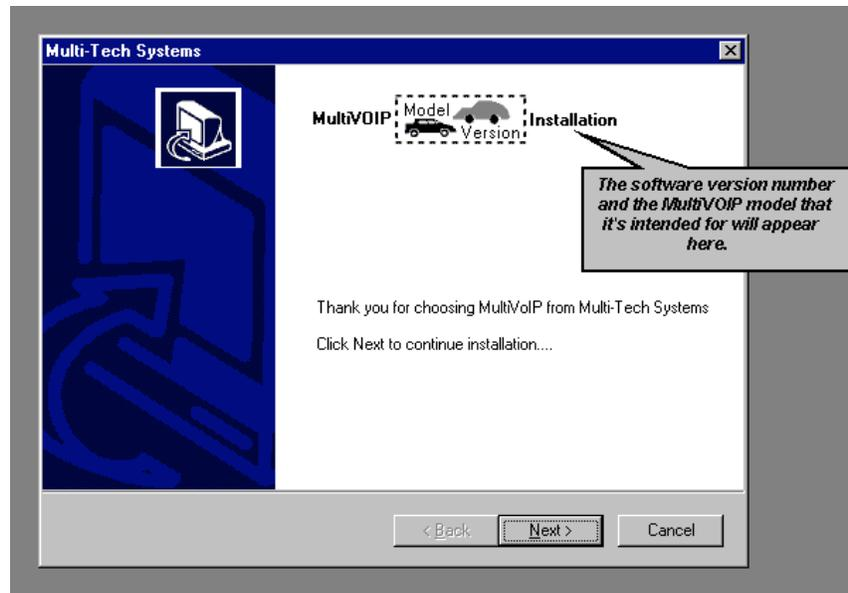 Multi-Tech Systems
MultiVOIP Model Version Installation
The software version number
and the MultiVOIP model that
it's intended for will appear
here.
Thank you for choosing MultiVoIP from Multi-Tech Systems
Click Next to continue installation....
< Back
Next >
Cancel